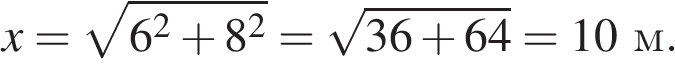 x = √(6² + 8²) = √(36 + 64) = 10 м.